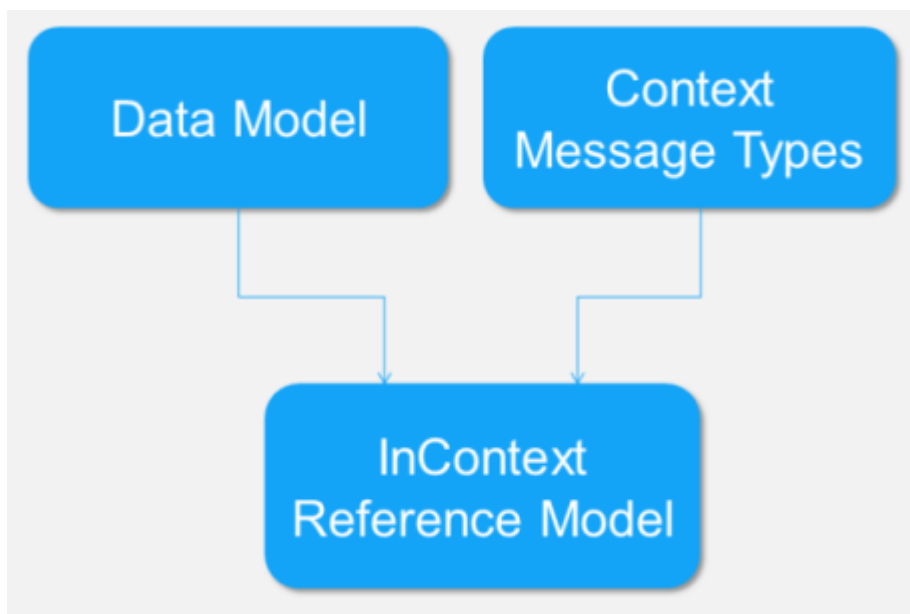 Data Model
Context
Message Types
InContext
Reference Model